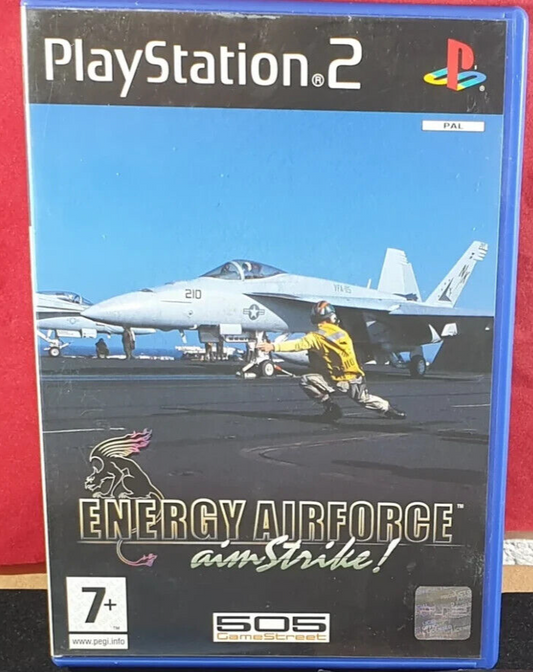 PlayStation®2
PAL
210
ENERGY AIRFORCE™
aimStrike!
7+
www.pegi.info
505
GameStreet